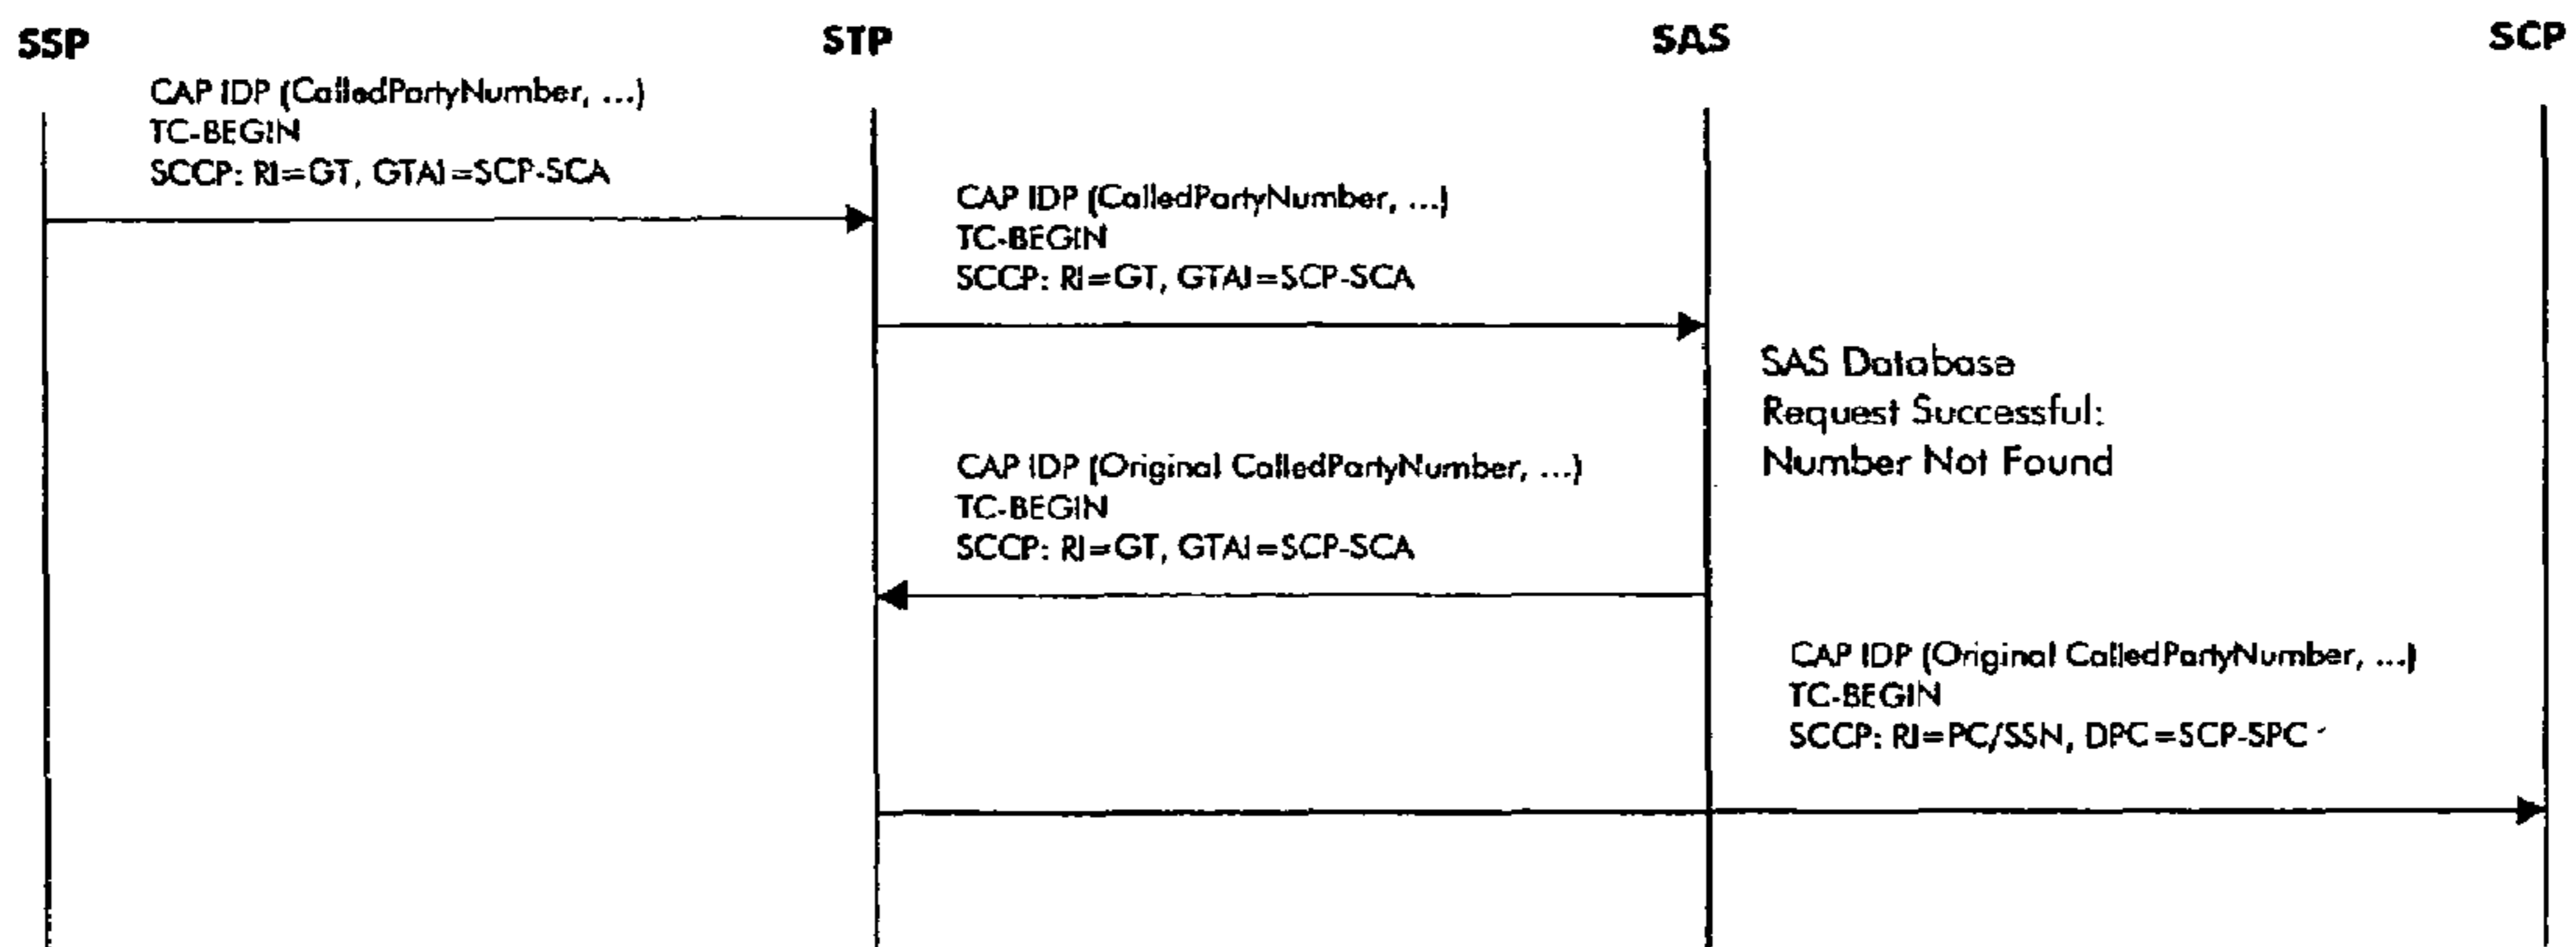 SSP
STP
SAS
SCP
CAP IDP (CalledPartyNumber, ...)
TC-BEGIN
SCCP: RI=GT, GTAI=SCP-SCA
CAP IDP (CalledPartyNumber, ...)
TC-BEGIN
SCCP: RI=GT, GTAI=SCP-SCA
SAS Database
Request Successful:
Number Not Found
CAP IDP (Original CalledPartyNumber, ...)
TC-BEGIN
SCCP: RI=GT, GTAI=SCP-SCA
CAP IDP (Original CalledPartyNumber, ...)
TC-BEGIN
SCCP: RI=PC/SSN, DPC=SCP-SPC